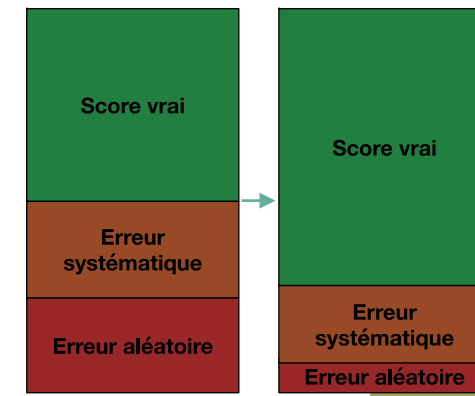 Score vrai
Erreur
systématique
Erreur aléatoire
Score vrai
Erreur
systématique
Erreur aléatoire